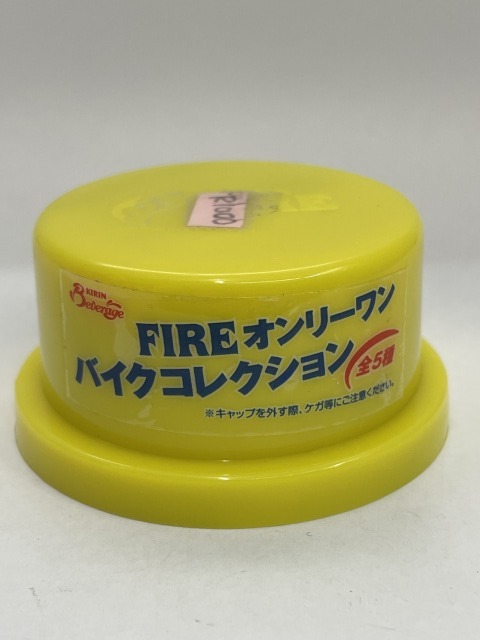 KIRIN
Beverage
FIREオンリーワン
バイクコレクション
全5種
※キャップを外す際、ケガ等にご注意ください。